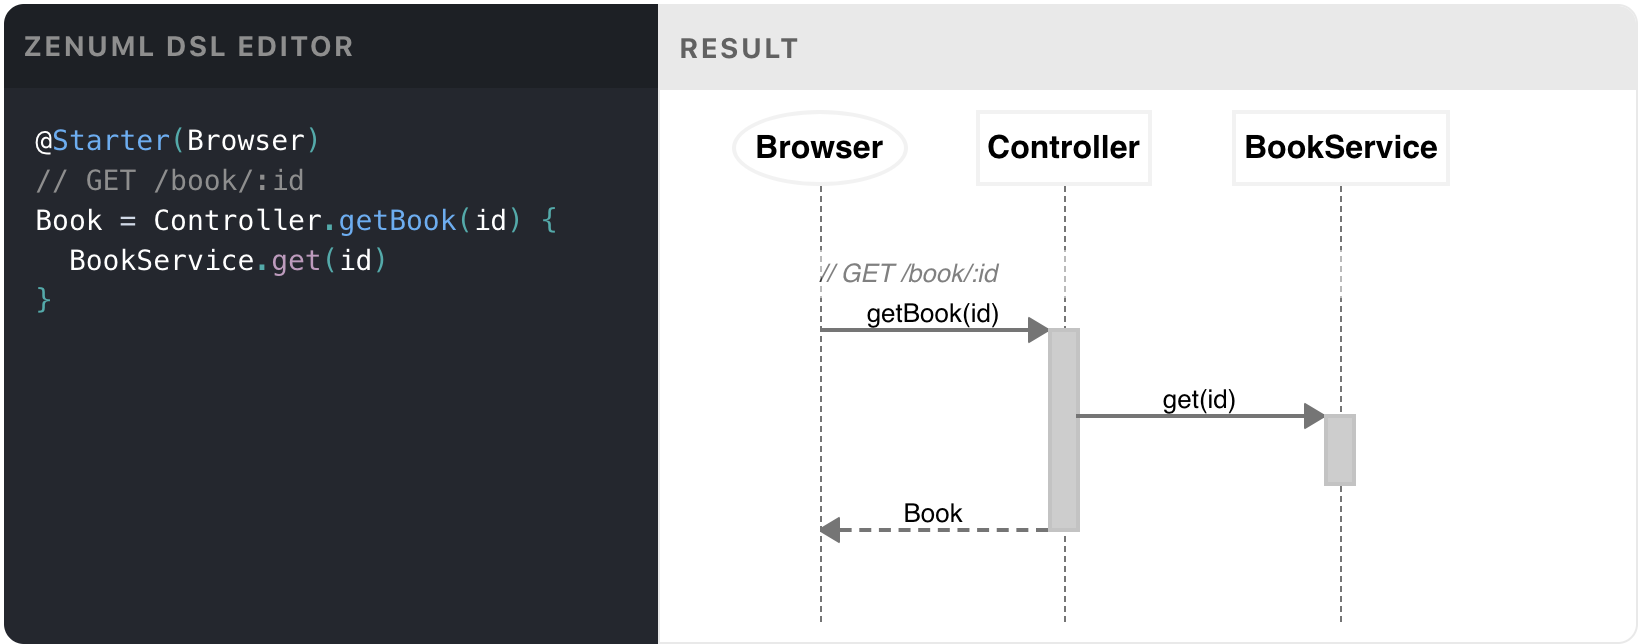 ZENUML DSL EDITOR
@Starter(Browser)
// GET /book/:id
Book = Controller.getBook(id) {
  BookService.get(id)
}
RESULT
Browser
Controller
BookService
// GET /book/:id
getBook(id)
get(id)
Book